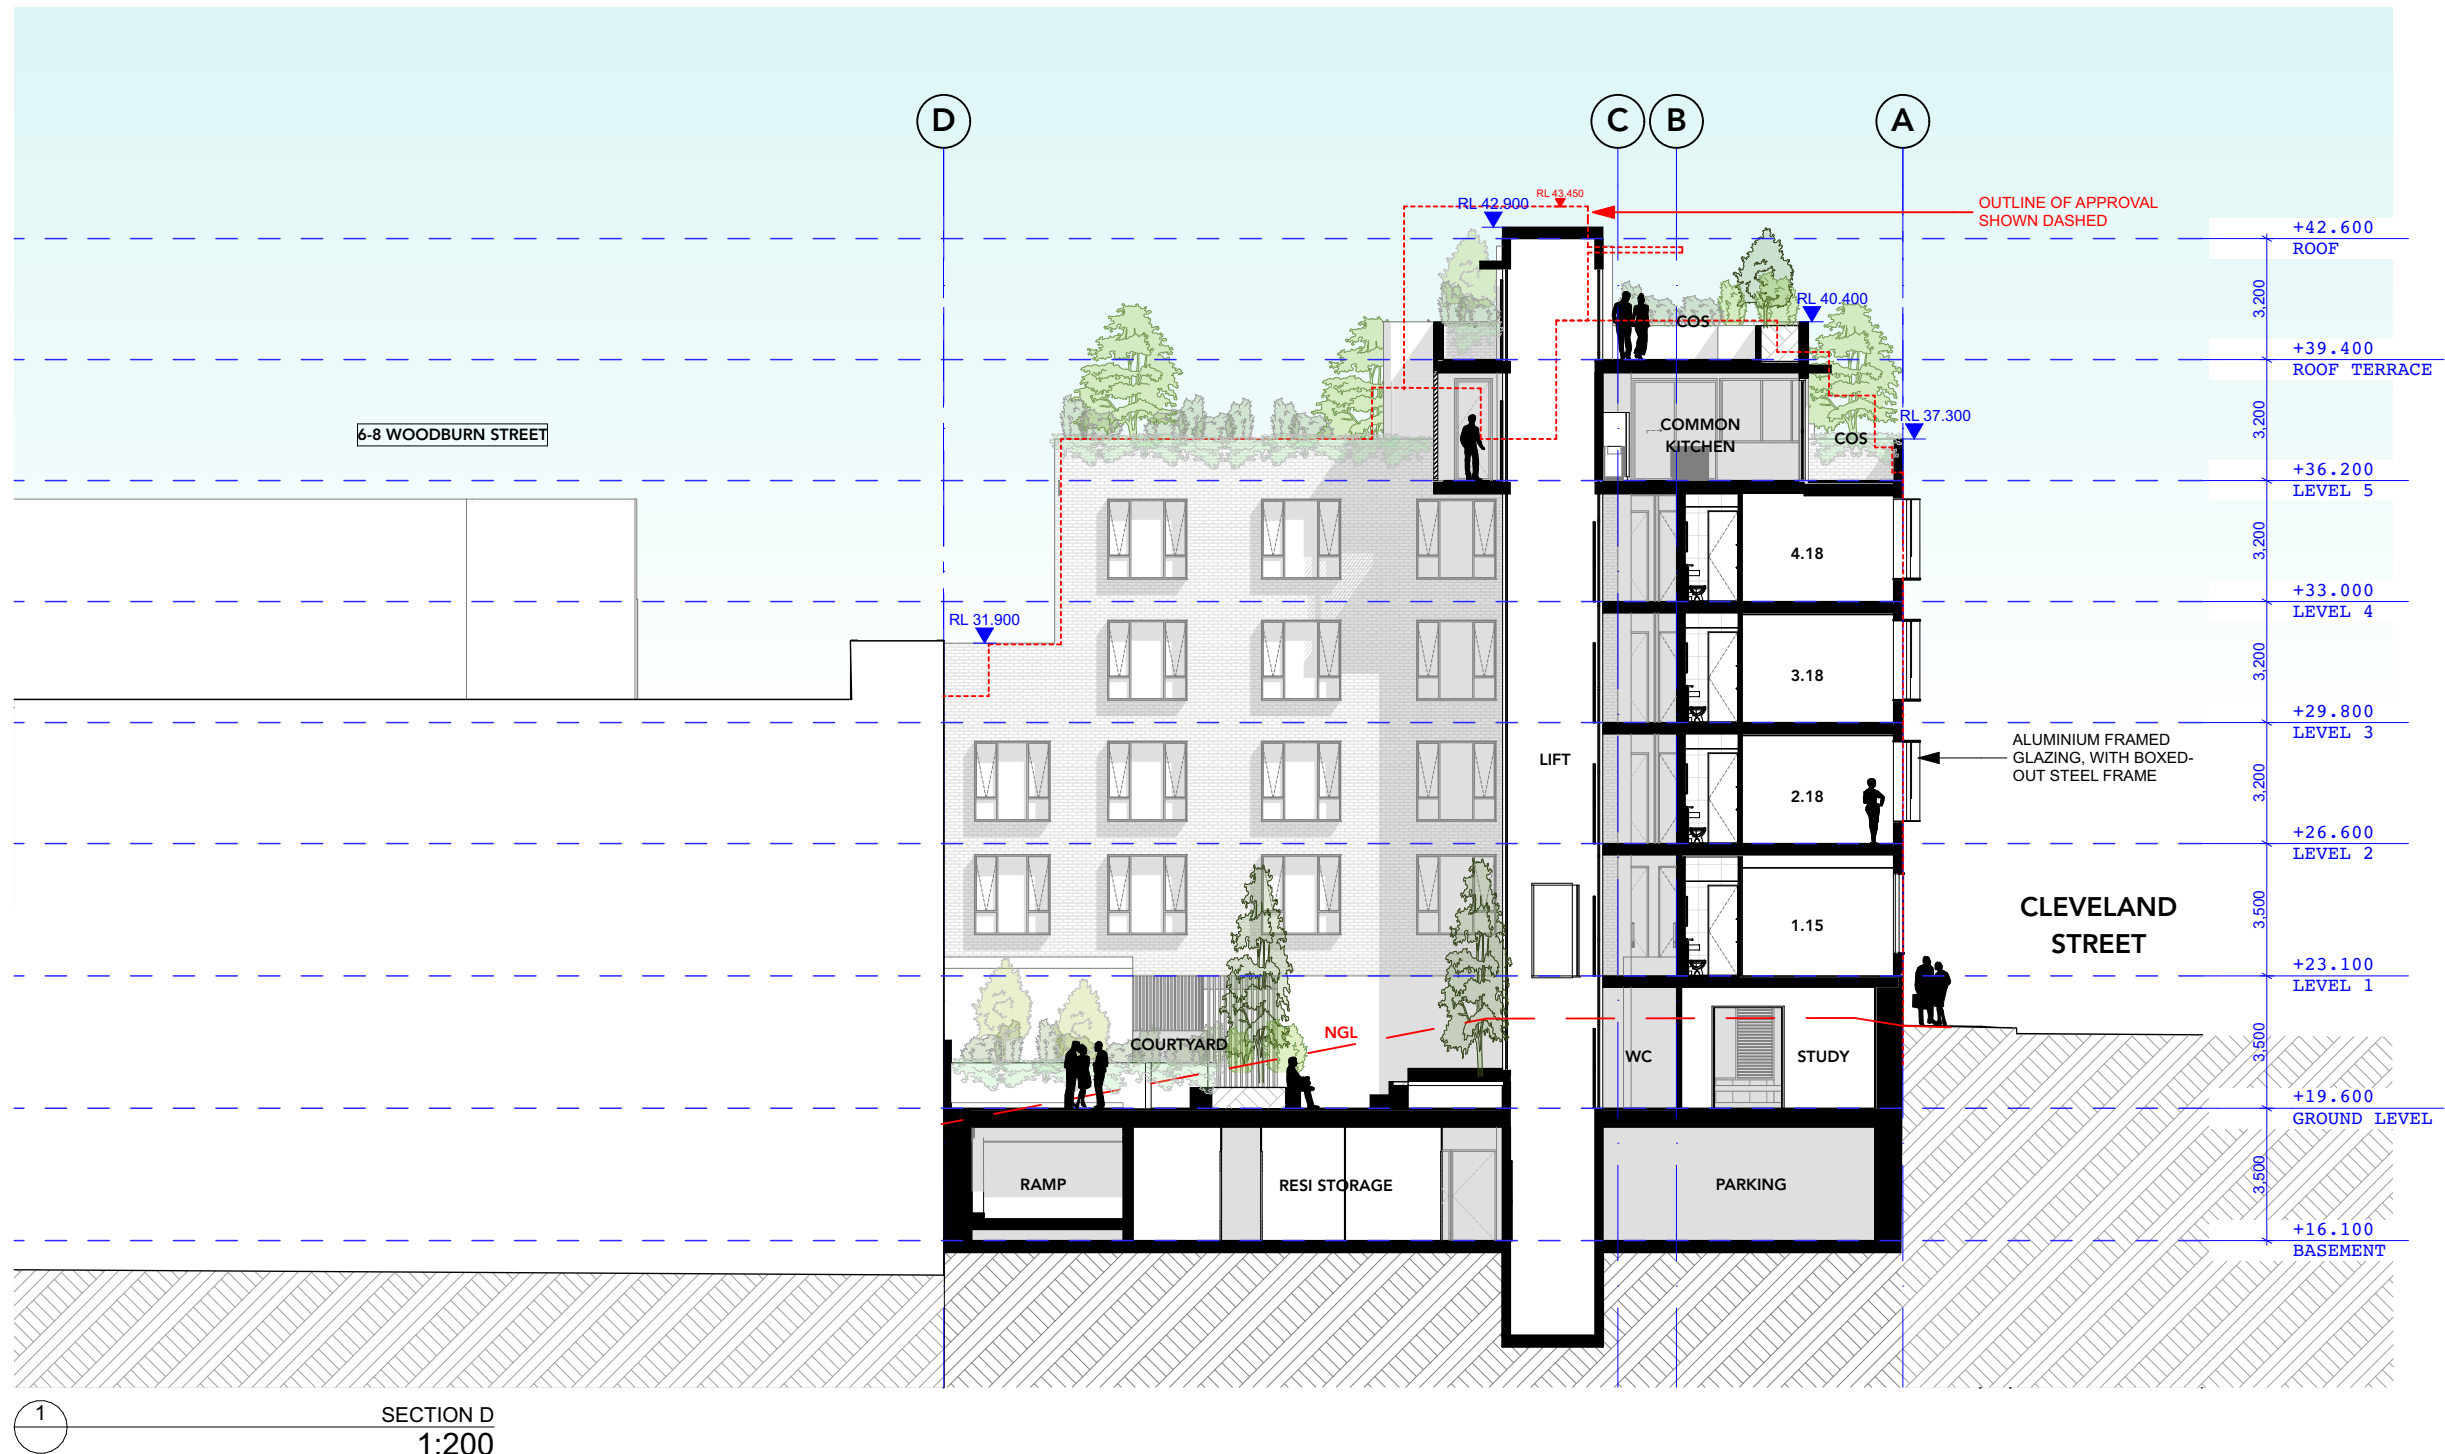 D
C
B
A
RL 43.450
RL 42.900
OUTLINE OF APPROVAL
SHOWN DASHED
+42.600
ROOF
3,200
RL 40.400
COS
+39.400
ROOF TERRACE
3,200
RL 37.300
COMMON
KITCHEN
COS
6-8 WOODBURN STREET
+36.200
LEVEL 5
3,200
4.18
+33.000
LEVEL 4
RL 31.900
3,200
3.18
+29.800
LEVEL 3
ALUMINIUM FRAMED
GLAZING, WITH BOXED-
OUT STEEL FRAME
LIFT
3,200
2.18
+26.600
LEVEL 2
3,500
1.15
CLEVELAND
STREET
+23.100
LEVEL 1
NGL
COURTYARD
3,500
WC
STUDY
+19.600
GROUND LEVEL
RAMP
RESI STORAGE
PARKING
3,500
+16.100
BASEMENT
1
SECTION D
1:200